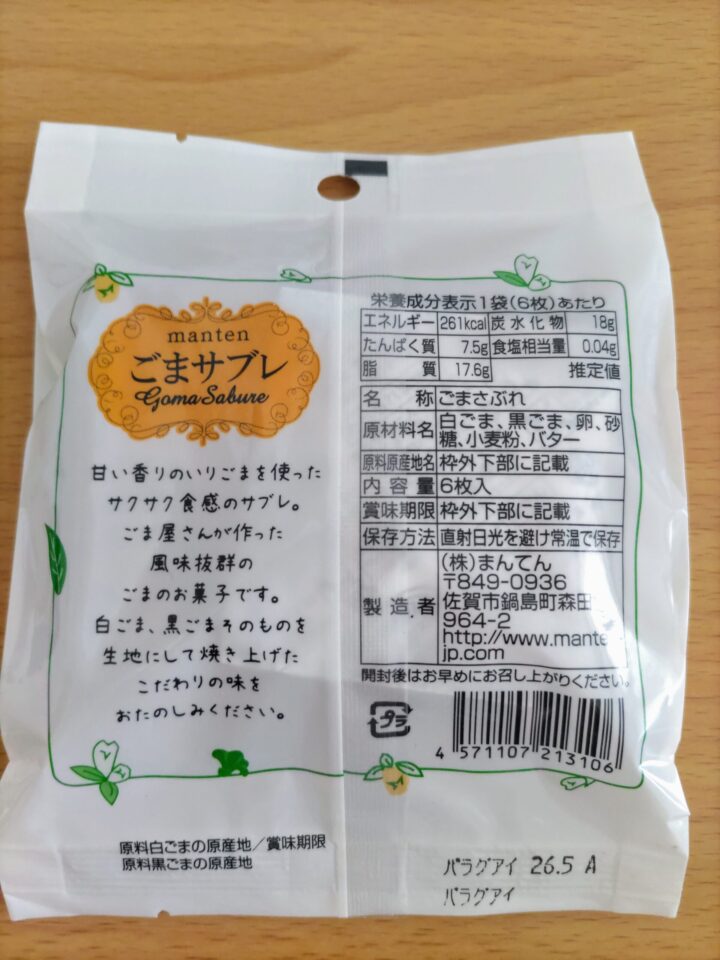 manten
ごまサブレ
Goma Sabure
甘い香りのいりごまを使った
サクサク食感のサブレ。
ごま屋さんが作った
風味抜群の
ごまのお菓子です。
白ごま、黒ごまそのものを
生地にして焼き上げた
こだわりの味を
おたのしみください。
栄養成分表示1袋(6枚)あたり
エネルギー 261kcal 炭水化物 18g
たんぱく質 7.5g 食塩相当量 0.04g
脂質 17.6g 推定値
名称 ごまさぶれ
原材料名 白ごま、黒ごま、卵、砂
糖、小麦粉、バター
原料原産地名 枠外下部に記載
内容量 6枚入
賞味期限 枠外下部に記載
保存方法 直射日光を避け常温で保存
製造者 (株)まんてん
〒849-0936
佐賀市鍋島町森田
964-2
http://www.mante
jp.com
開封後はお早めにお召し上がりください。
プラ
4 571107 213106
原料白ごまの原産地/賞味期限
原料黒ごまの原産地
パラグアイ 26.5 A
パラグアイ